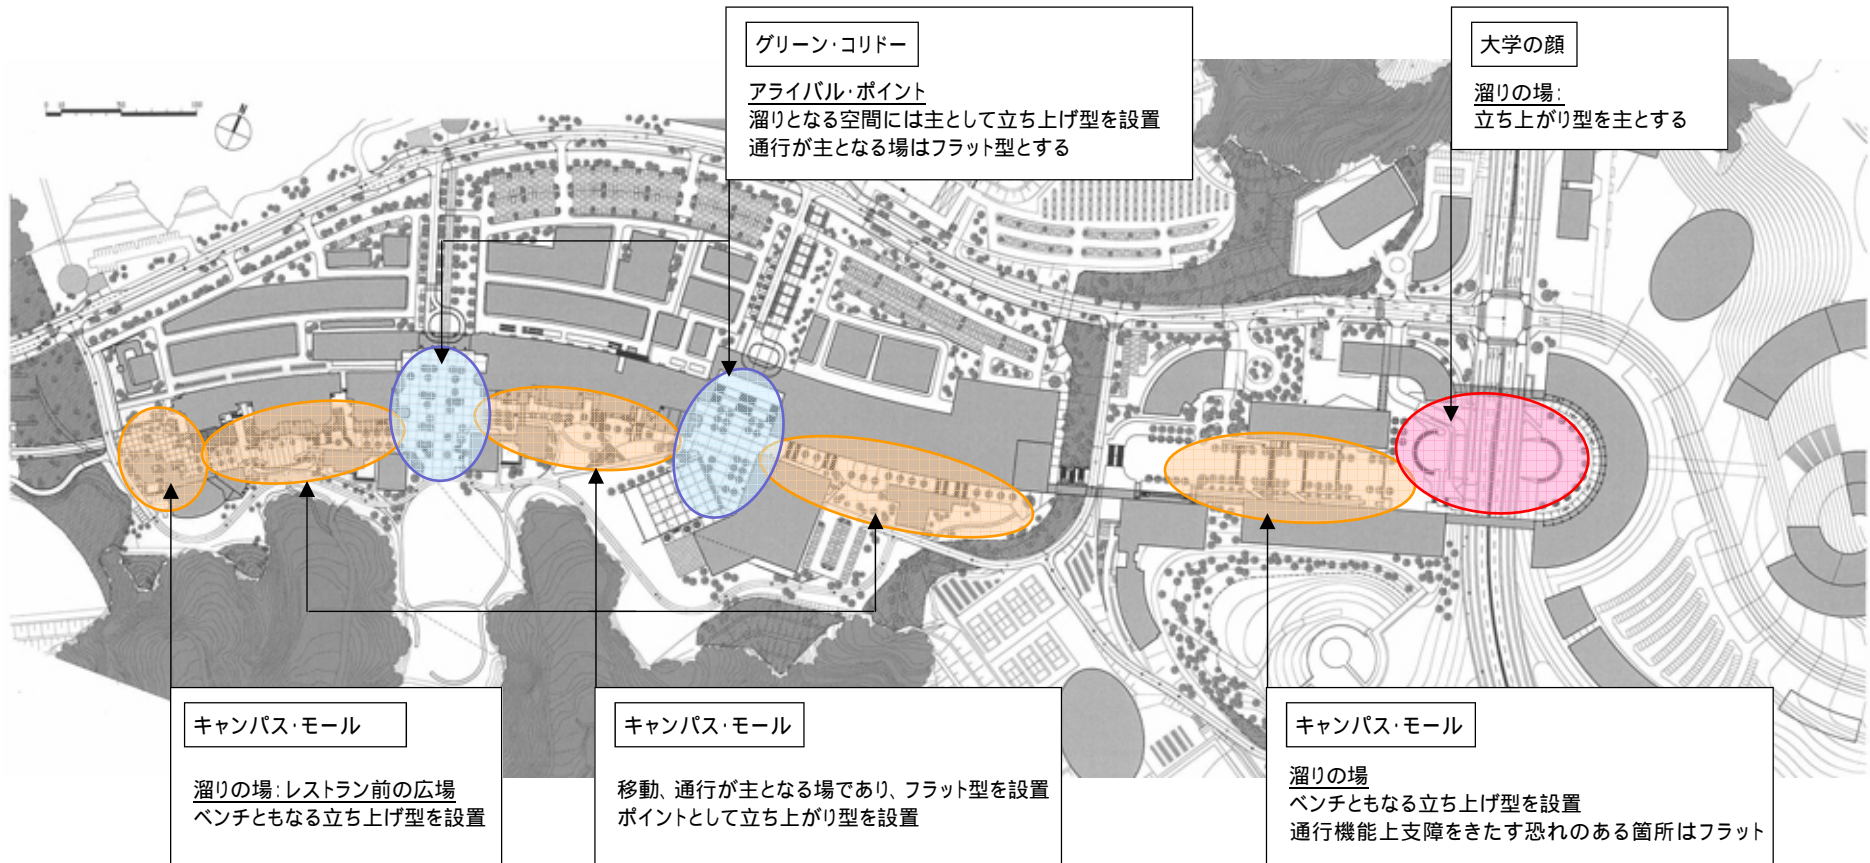 グリーン・コリドー
アライバル・ポイント
溜りとなる空間には主として立ち上げ型を設置
通行が主となる場はフラット型とする
大学の顔
溜りの場:
立ち上がり型を主とする
キャンパス・モール
溜りの場:レストラン前の広場
ベンチともなる立ち上げ型を設置
キャンパス・モール
移動、通行が主となる場であり、フラット型を設置
ポイントとして立ち上がり型を設置
キャンパス・モール
溜りの場
ベンチともなる立ち上げ型を設置
通行機能上支障をきたす恐れのある箇所はフラット